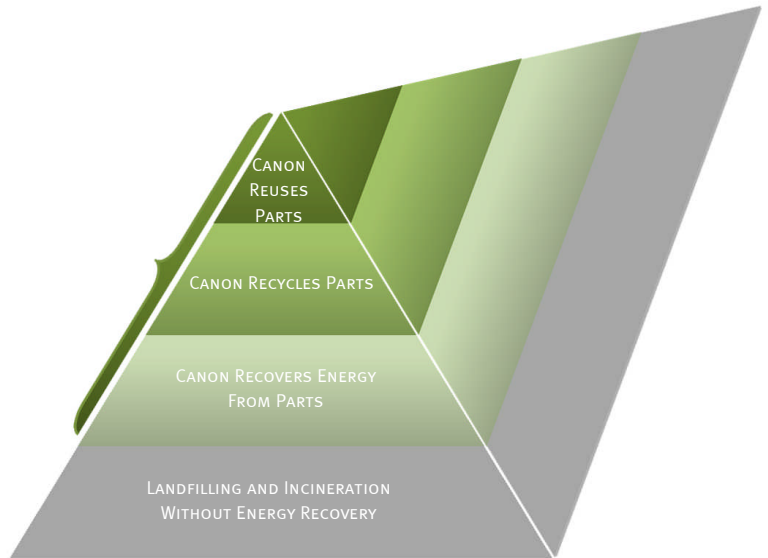 Canon
Reuses
Parts
Canon Recycles Parts
Canon Recovers Energy
From Parts
Landfilling and Incineration
Without Energy Recovery